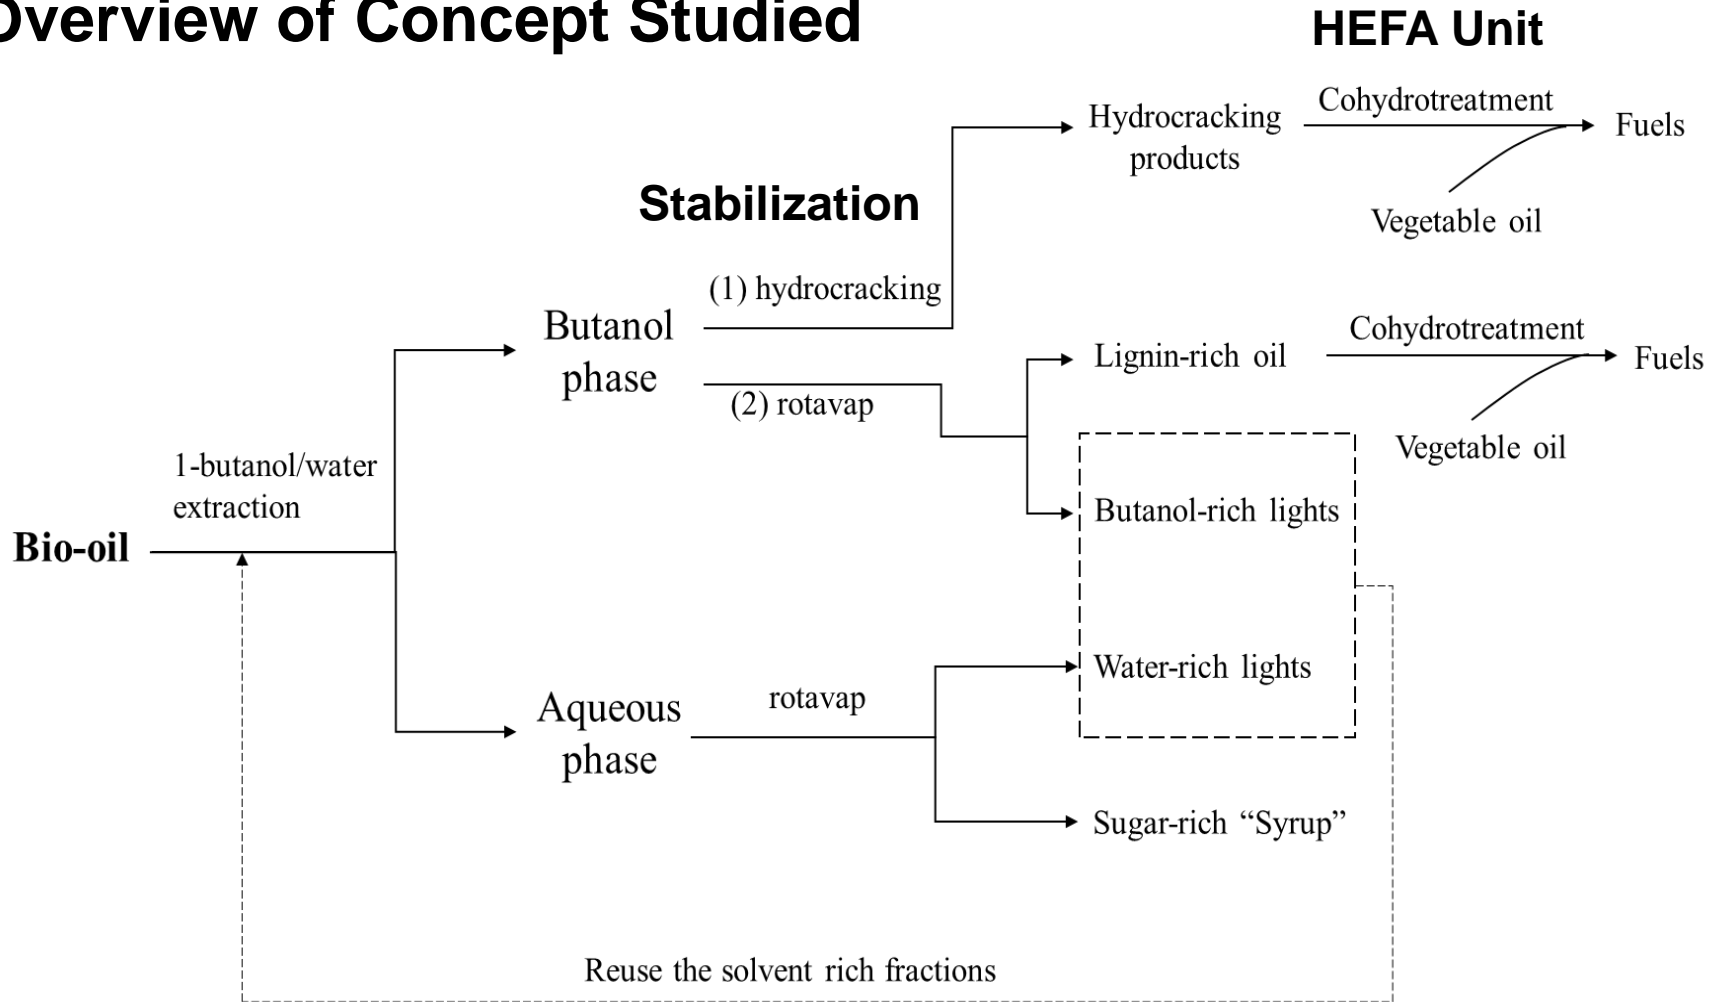 Overview of Concept Studied
HEFA Unit
Cohydrotreatment
Hydrocracking
products
Fuels
Vegetable oil
Stabilization
(1) hydrocracking
Butanol
phase
(2) rotavap
Lignin-rich oil
Cohydrotreatment
Fuels
Vegetable oil
1-butanol/water
extraction
Bio-oil
Butanol-rich lights
Water-rich lights
Aqueous
phase
rotavap
Sugar-rich “Syrup”
Reuse the solvent rich fractions